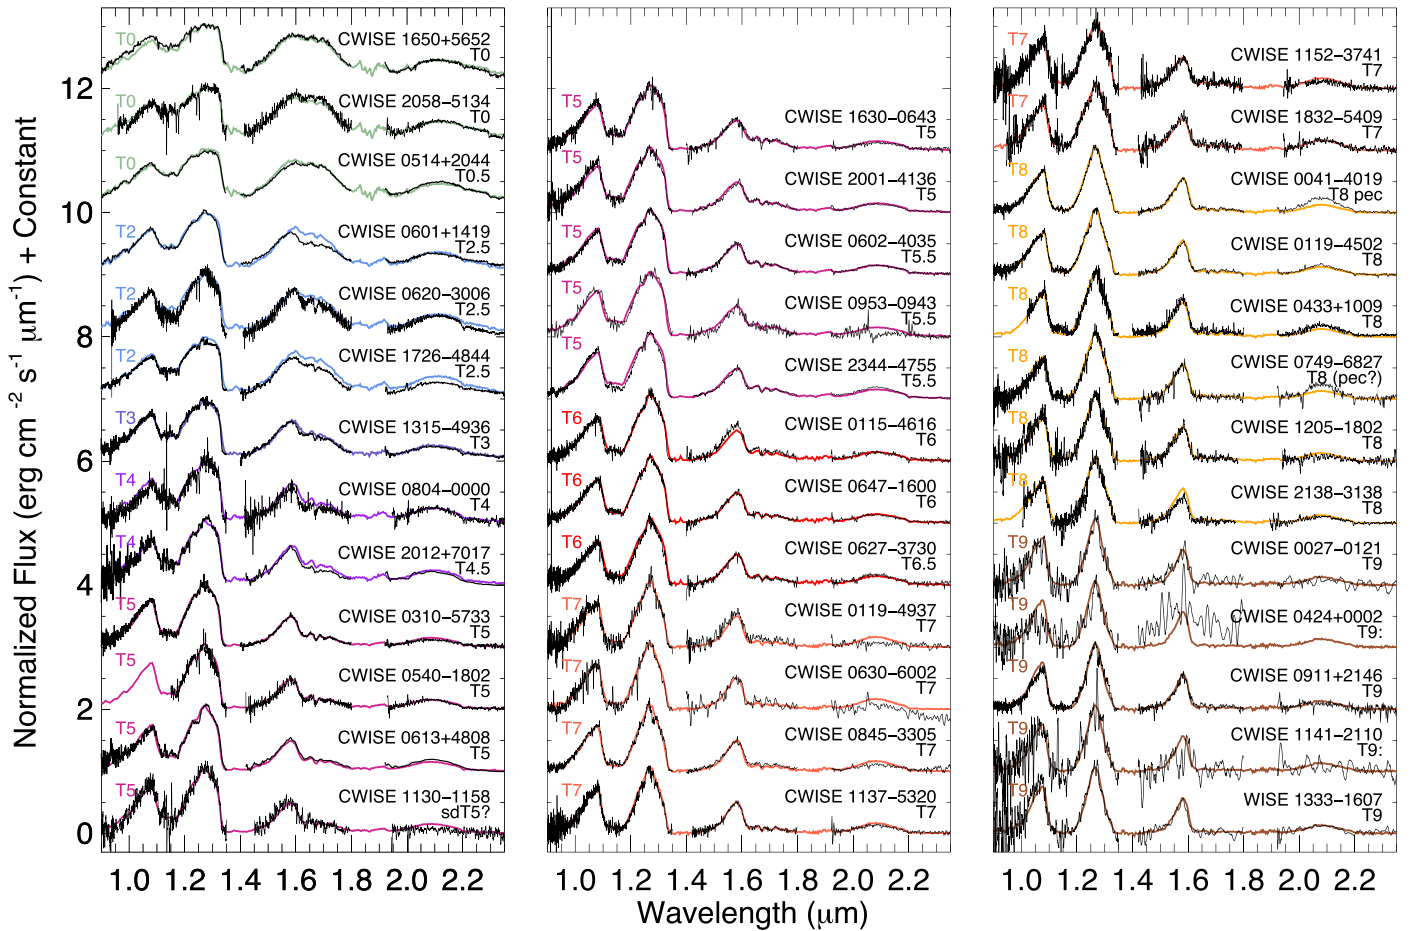 Normalized Flux (erg cm⁻² s⁻¹ μm⁻¹) + Constant
12
10
8
6
4
2
0
T0 CWISE 1650+5652
T0
T0 CWISE 2058−5134
T0
T0 CWISE 0514+2044
T0.5
T2 CWISE 0601+1419
T2.5
T2 CWISE 0620−3006
T2.5
T2 CWISE 1726−4844
T2.5
T3 CWISE 1315−4936
T3
T4 CWISE 0804−0000
T4
T4 CWISE 2012+7017
T4.5
T5 CWISE 0310−5733
T5
T5 CWISE 0540−1802
T5
T5 CWISE 0613+4808
T5
T5 CWISE 1130−1158
sdT5?
1.0 1.2 1.4 1.6 1.8 2.0 2.2
T5 CWISE 1630−0643
T5
T5 CWISE 2001−4136
T5
T5 CWISE 0602−4035
T5.5
T5 CWISE 0953−0943
T5.5
T5 CWISE 2344−4755
T5.5
T6 CWISE 0115−4616
T6
T6 CWISE 0647−1600
T6
T6 CWISE 0627−3730
T6.5
T7 CWISE 0119−4937
T7
T7 CWISE 0630−6002
T7
T7 CWISE 0845−3305
T7
T7 CWISE 1137−5320
T7
1.0 1.2 1.4 1.6 1.8 2.0 2.2
Wavelength (μm)
T7 CWISE 1152−3741
T7
T7 CWISE 1832−5409
T7
T8 CWISE 0041−4019
T8 pec
T8 CWISE 0119−4502
T8
T8 CWISE 0433+1009
T8
T8 CWISE 0749−6827
T8 (pec?)
T8 CWISE 1205−1802
T8
T8 CWISE 2138−3138
T8
T9 CWISE 0027−0121
T9
T9 CWISE 0424+0002
T9:
T9 CWISE 0911+2146
T9
T9 CWISE 1141−2110
T9:
T9 WISE 1333−1607
T9
1.0 1.2 1.4 1.6 1.8 2.0 2.2